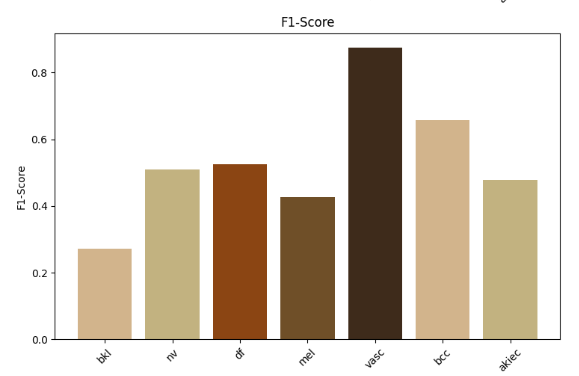 F1-Score
0.8
0.6
0.4
0.2
0.0
F1-Score
bkl
nv
df
mel
vasc
bcc
akiec